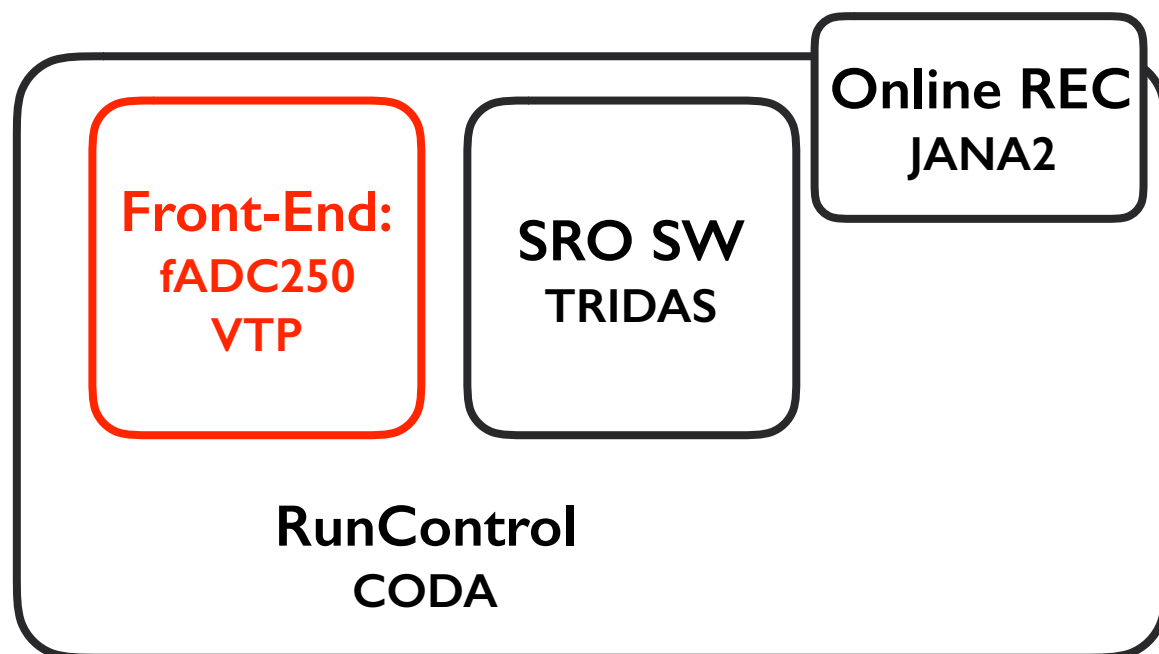 Online REC
JANA2
Front-End:
fADC250
VTP
SRO SW
TRIDAS
RunControl
CODA